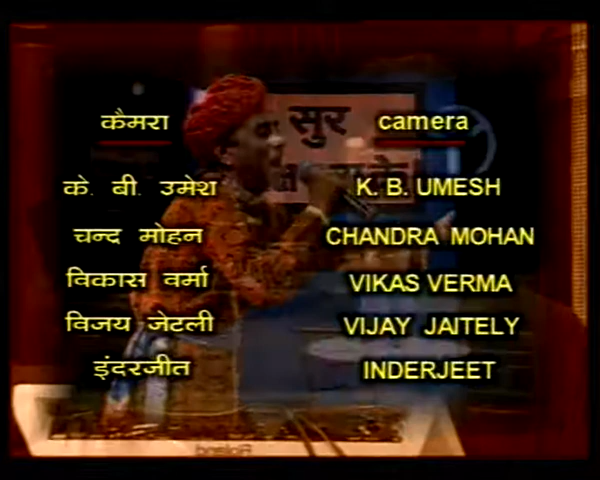 सुर
कैमरा camera
के. बी. उमेश K. B. UMESH
चन्द मोहन CHANDRA MOHAN
विकास वर्मा VIKAS VERMA
विजय जेटली VIJAY JAITELY
इंदरजीत INDERJEET